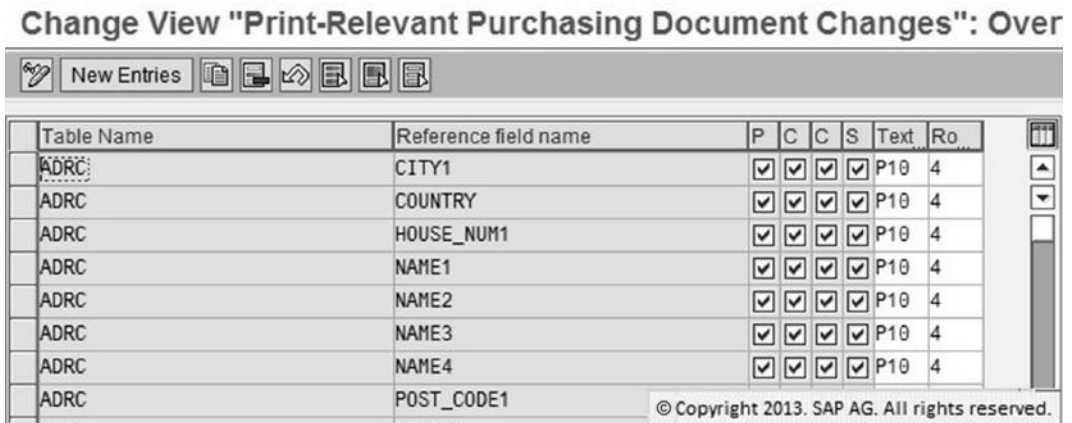 Change View "Print-Relevant Purchasing Document Changes": Over
New Entries
Table Name Reference field name P C C S Text Ro
ADRC CITY1 P10 4
ADRC COUNTRY P10 4
ADRC HOUSE_NUM1 P10 4
ADRC NAME1 P10 4
ADRC NAME2 P10 4
ADRC NAME3 P10 4
ADRC NAME4 P10 4
ADRC POST_CODE1
© Copyright 2013. SAP AG. All rights reserved.